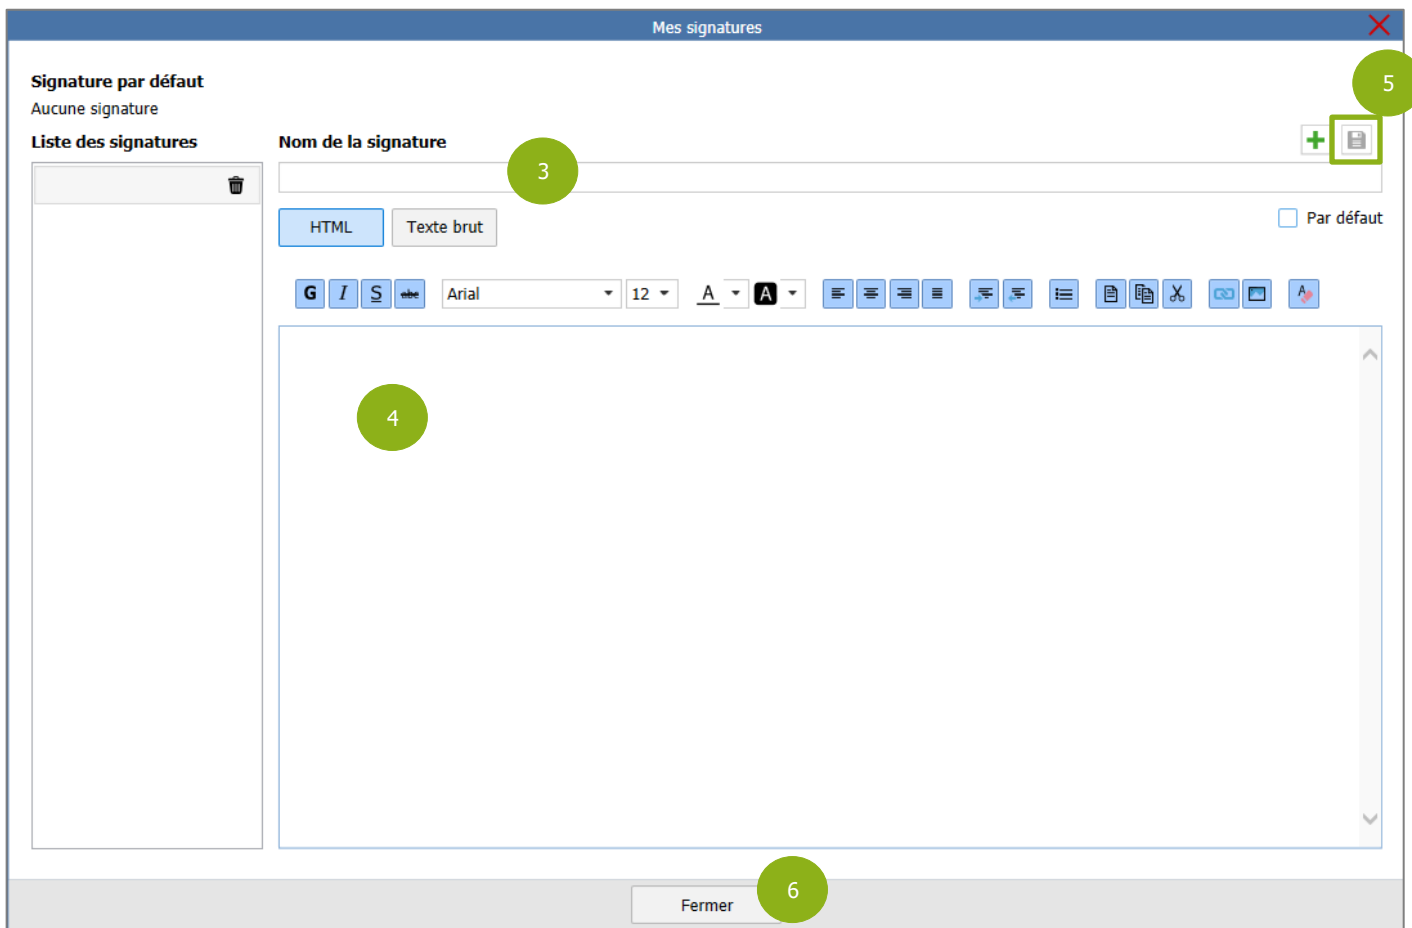 Mes signatures
5
Signature par défaut
Aucune signature
Liste des signatures
Nom de la signature
3
HTML Texte brut
Par défaut
G I S abc Arial 12 A A
A
4
6
Fermer